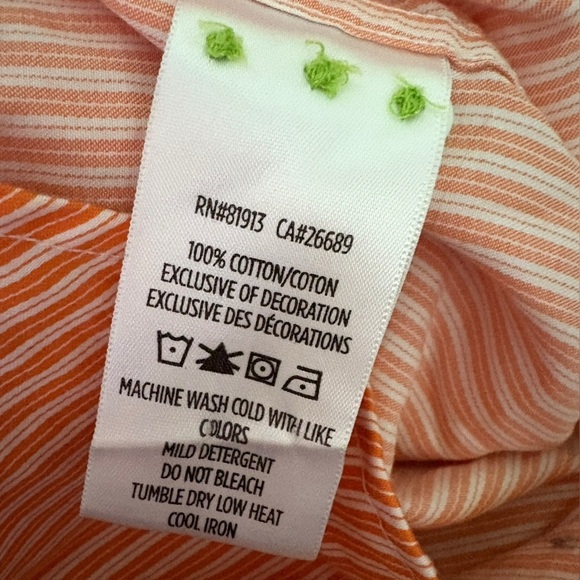 RN#81913 CA#26689
100% COTTON/COTON
EXCLUSIVE OF DECORATION
EXCLUSIVE DES DÉCORATIONS
MACHINE WASH COLD WITH LIKE
COLORS
MILD DETERGENT
DO NOT BLEACH
TUMBLE DRY LOW HEAT
COOL IRON